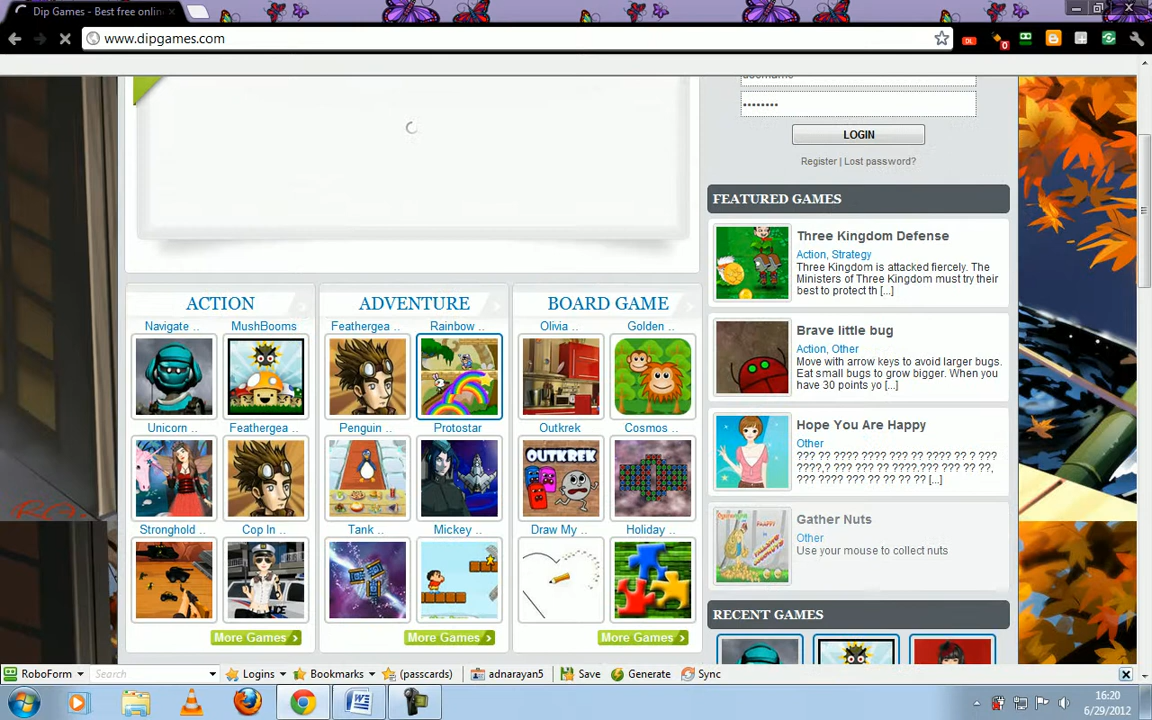 Dip Games - Best free onlin
www.dipgames.com
username
LOGIN
Register | Lost password?
FEATURED GAMES
Three Kingdom Defense
Action, Strategy
Three Kingdom is attacked fiercely. The
Ministers of Three Kingdom must try their
best to protect th [...]
Brave little bug
Action, Other
Move with arrow keys to avoid larger bugs.
Eat small bugs to grow bigger. When you
have 30 points yo [...]
Hope You Are Happy
Other
??? ?? ???? ???? ??? ?? ???? ?? ? ???
????,? ??? ??? ?? ????.??? ??? ?? ??,
??? ???? ??? ?? ?? ?? ?? [...]
Gather Nuts
Other
Use your mouse to collect nuts
RECENT GAMES
ACTION
Navigate .. MushBooms
Unicorn .. Feathergea ..
Stronghold .. Cop In ..
More Games
ADVENTURE
Feathergea .. Rainbow ..
Penguin .. Protostar
Tank .. Mickey ..
More Games
BOARD GAME
Olivia .. Golden ..
Outkrek Cosmos ..
OUTKREK
Draw My .. Holiday ..
More Games
RoboForm Search Logins Bookmarks (passcards) adnarayan5 Save Generate Sync
16:20
6/29/2012